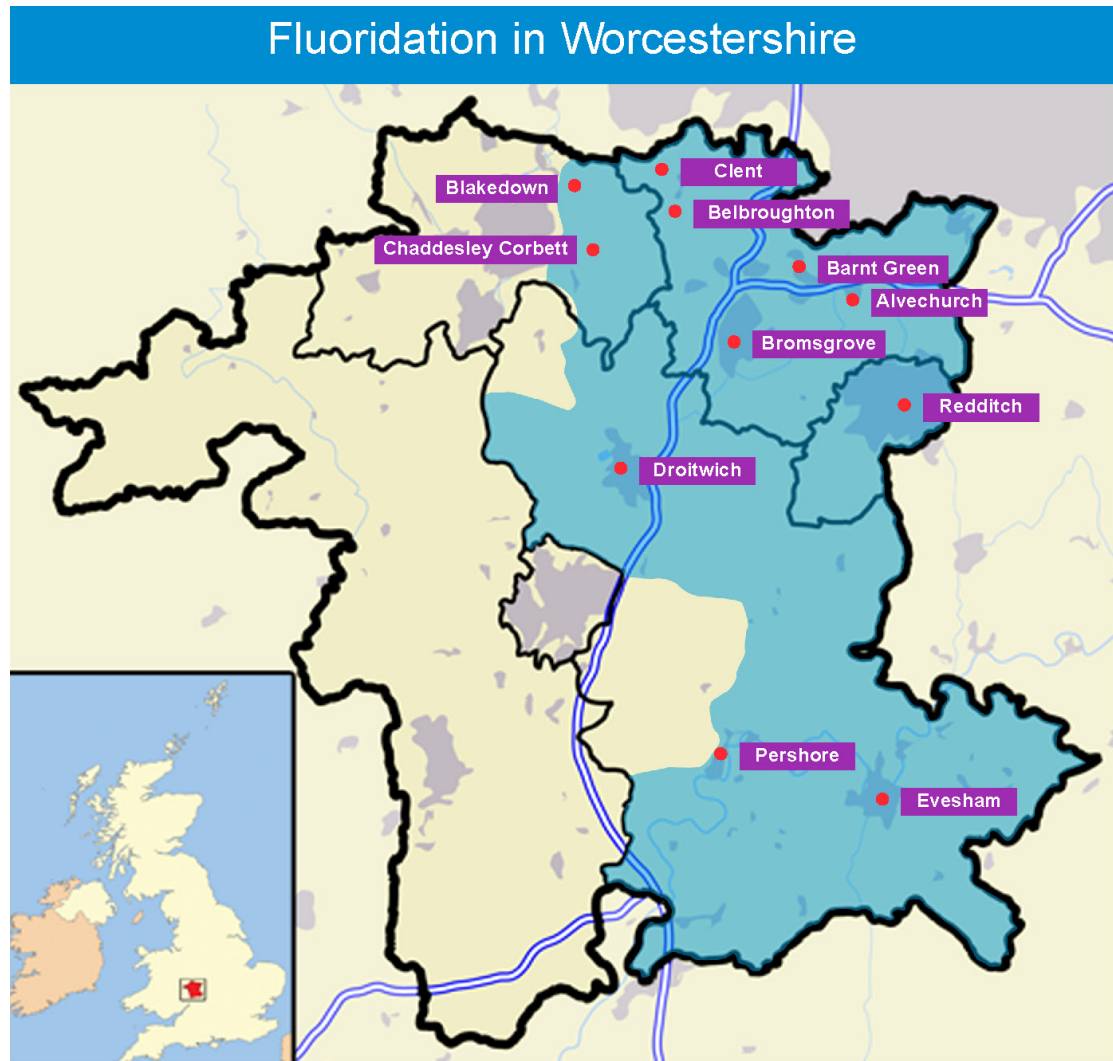 Fluoridation in Worcestershire
Clent
Blakedown
Belbroughton
Chaddesley Corbett
Barnt Green
Alvechurch
Bromsgrove
Redditch
Droitwich
Pershore
Evesham